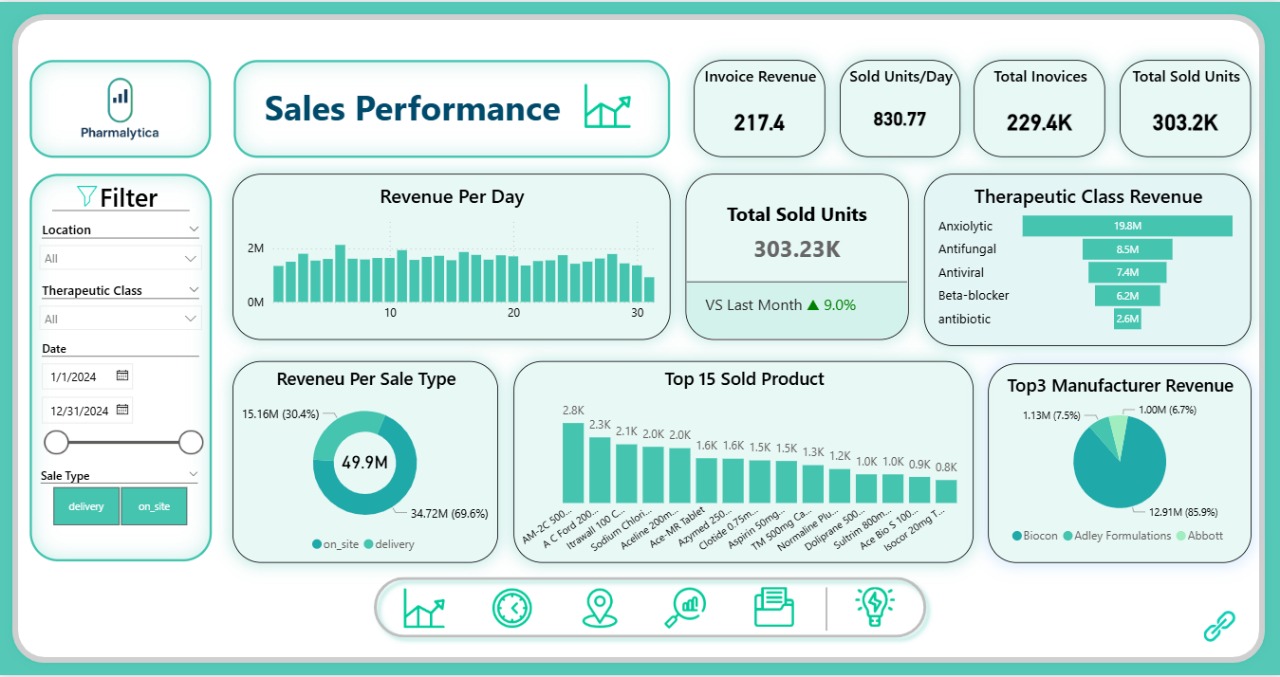 Pharmalytica
Sales Performance
Invoice Revenue
217.4
Sold Units/Day
830.77
Total Inovices
229.4K
Total Sold Units
303.2K
Filter
Location
All
Therapeutic Class
All
Date
1/1/2024
12/31/2024
Sale Type
delivery
on_site
Revenue Per Day
2M
0M
10
20
30
Total Sold Units
303.23K
VS Last Month ▲ 9.0%
Therapeutic Class Revenue
Anxiolytic 19.8M
Antifungal 8.5M
Antiviral 7.4M
Beta-blocker 6.2M
antibiotic 2.6M
Reveneu Per Sale Type
15.16M (30.4%)
49.9M
34.72M (69.6%)
on_site delivery
Top 15 Sold Product
2.8K 2.3K 2.1K 2.0K 2.0K 1.6K 1.6K 1.5K 1.5K 1.3K 1.2K 1.0K 1.0K 0.9K 0.8K
AM-2C 500...
A C Ford 200...
Itrawall 100 C...
Sodium Chlori...
Aceline 200m...
Ace-MR Tablet
Azymed 250...
Clotide 0.75m...
Aspirin 50mg...
TM 500mg Ca...
Normaline Plu...
Doliprane 500...
Sultrim 800m...
Ace Bio S 100...
Isocor 20mg T...
Top3 Manufacturer Revenue
1.13M (7.5%)
1.00M (6.7%)
12.91M (85.9%)
Biocon Adley Formulations Abbott